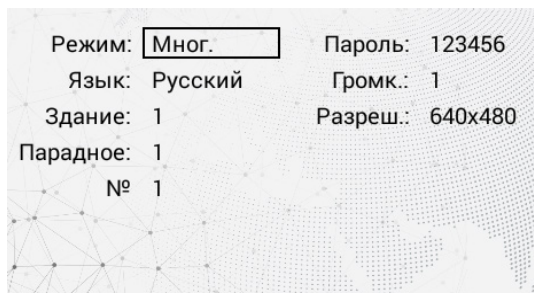 Режим: Мног. Пароль: 123456
Язык: Русский Громк.: 1
Здание: 1 Разреш.: 640x480
Парадное: 1
№ 1